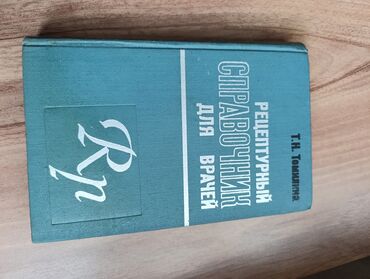 Т.Н. Томилина
РЕЦЕПТУРНЫЙ
СПРАВОЧНИК
ДЛЯ ВРАЧЕЙ
Rp